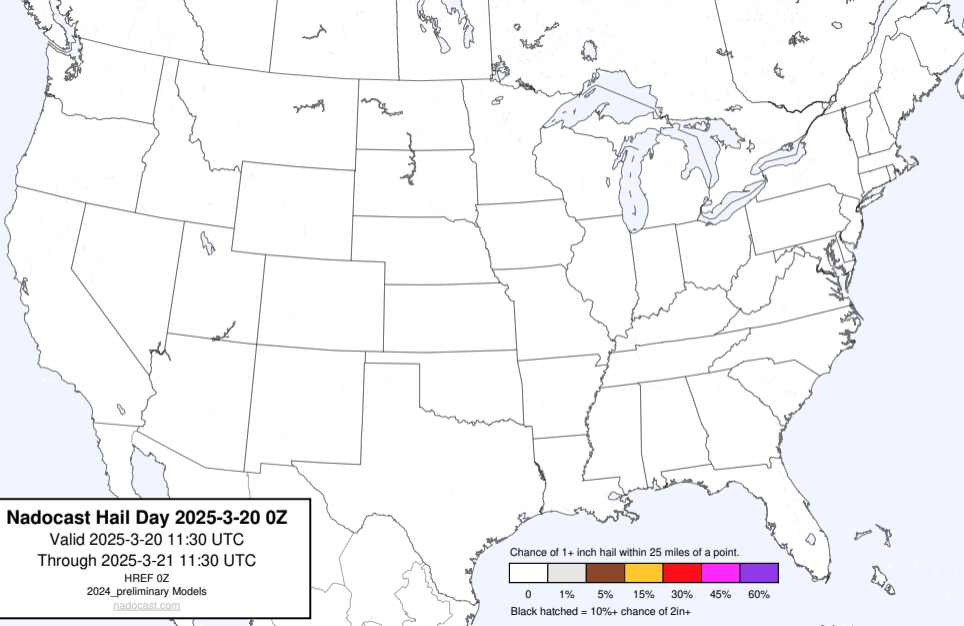 Nadocast Hail Day 2025-3-20 0Z
Valid 2025-3-20 11:30 UTC
Through 2025-3-21 11:30 UTC
HREF 0Z
2024_preliminary Models
nadocast.com
Chance of 1+ inch hail within 25 miles of a point.
0 1% 5% 15% 30% 45% 60%
Black hatched = 10%+ chance of 2in+